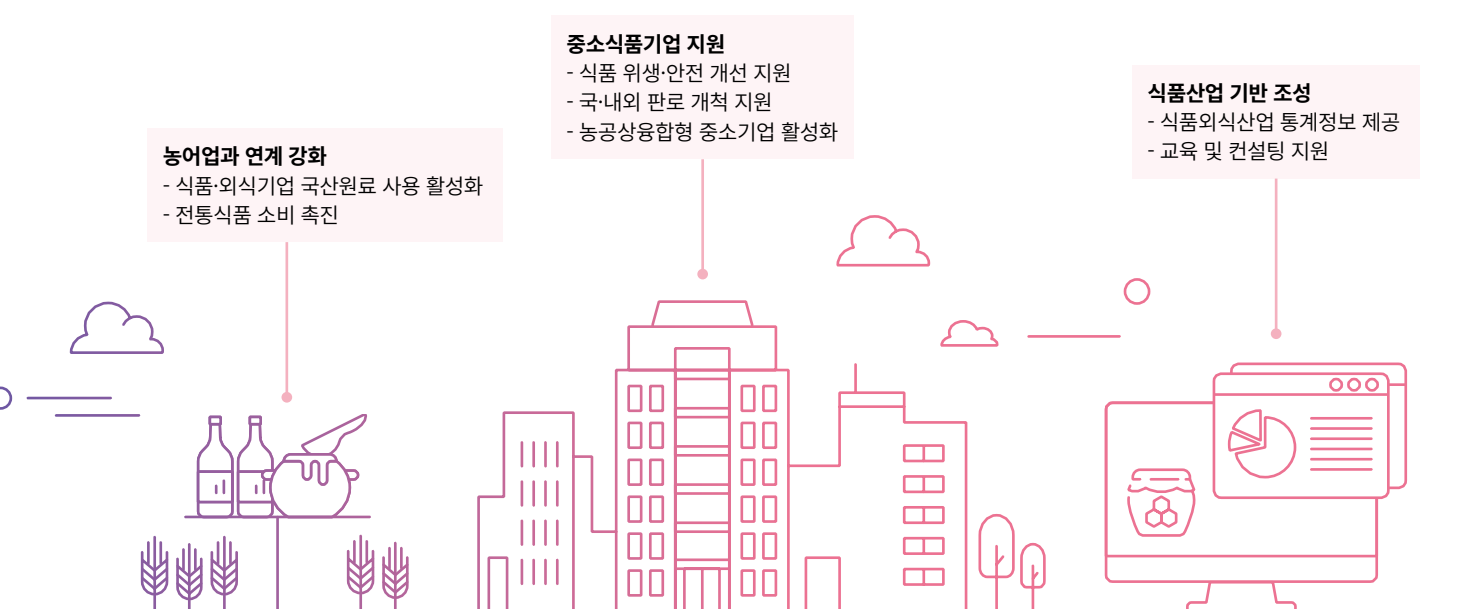 농어업과 연계 강화
- 식품·외식기업 국산원료 사용 활성화
- 전통식품 소비 촉진
중소식품기업 지원
- 식품 위생·안전 개선 지원
- 국·내외 판로 개척 지원
- 농공상융합형 중소기업 활성화
식품산업 기반 조성
- 식품외식산업 통계정보 제공
- 교육 및 컨설팅 지원